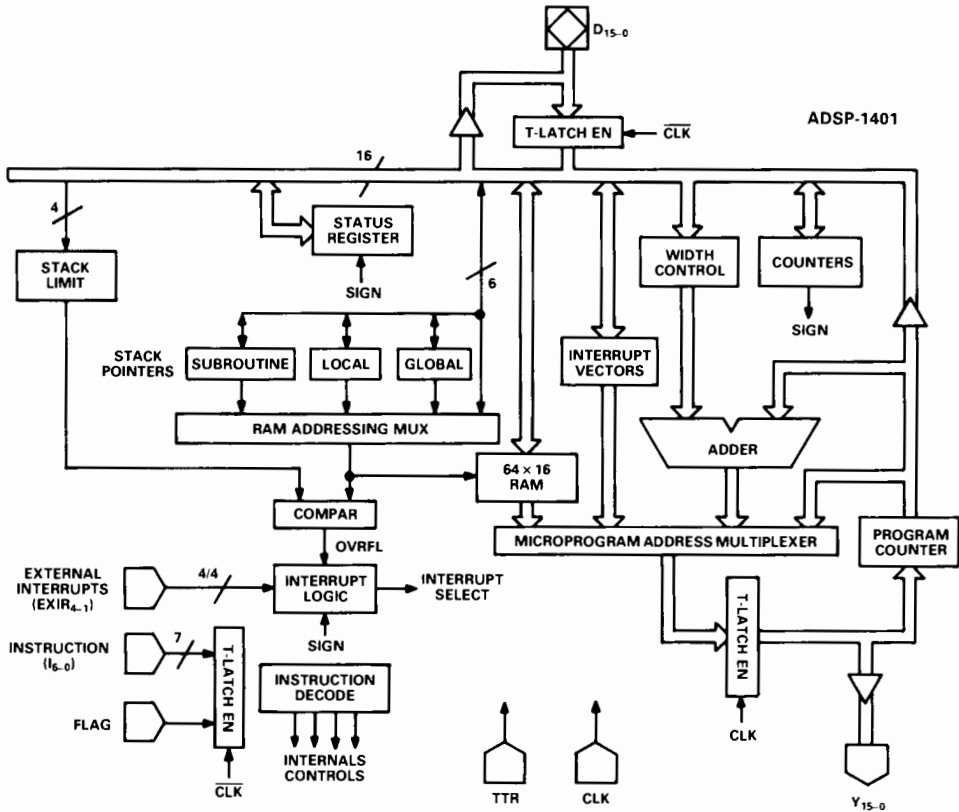 D15–0
ADSP-1401
T-LATCH EN
CLK
16
4
STACK
LIMIT
STATUS
REGISTER
SIGN
6
WIDTH
CONTROL
COUNTERS
SIGN
STACK
POINTERS
SUBROUTINE
LOCAL
GLOBAL
INTERRUPT
VECTORS
RAM ADDRESSING MUX
ADDER
64 × 16
RAM
COMPAR
OVRFL
MICROPROGRAM ADDRESS MULTIPLEXER
PROGRAM
COUNTER
EXTERNAL
INTERRUPTS
(EXIR4–1)
4/4
INTERRUPT
LOGIC
INTERRUPT
SELECT
SIGN
T-LATCH EN
CLK
INSTRUCTION
(I6–0)
7
T-LATCH EN
INSTRUCTION
DECODE
FLAG
INTERNALS
CONTROLS
CLK
TTR
CLK
Y15–0